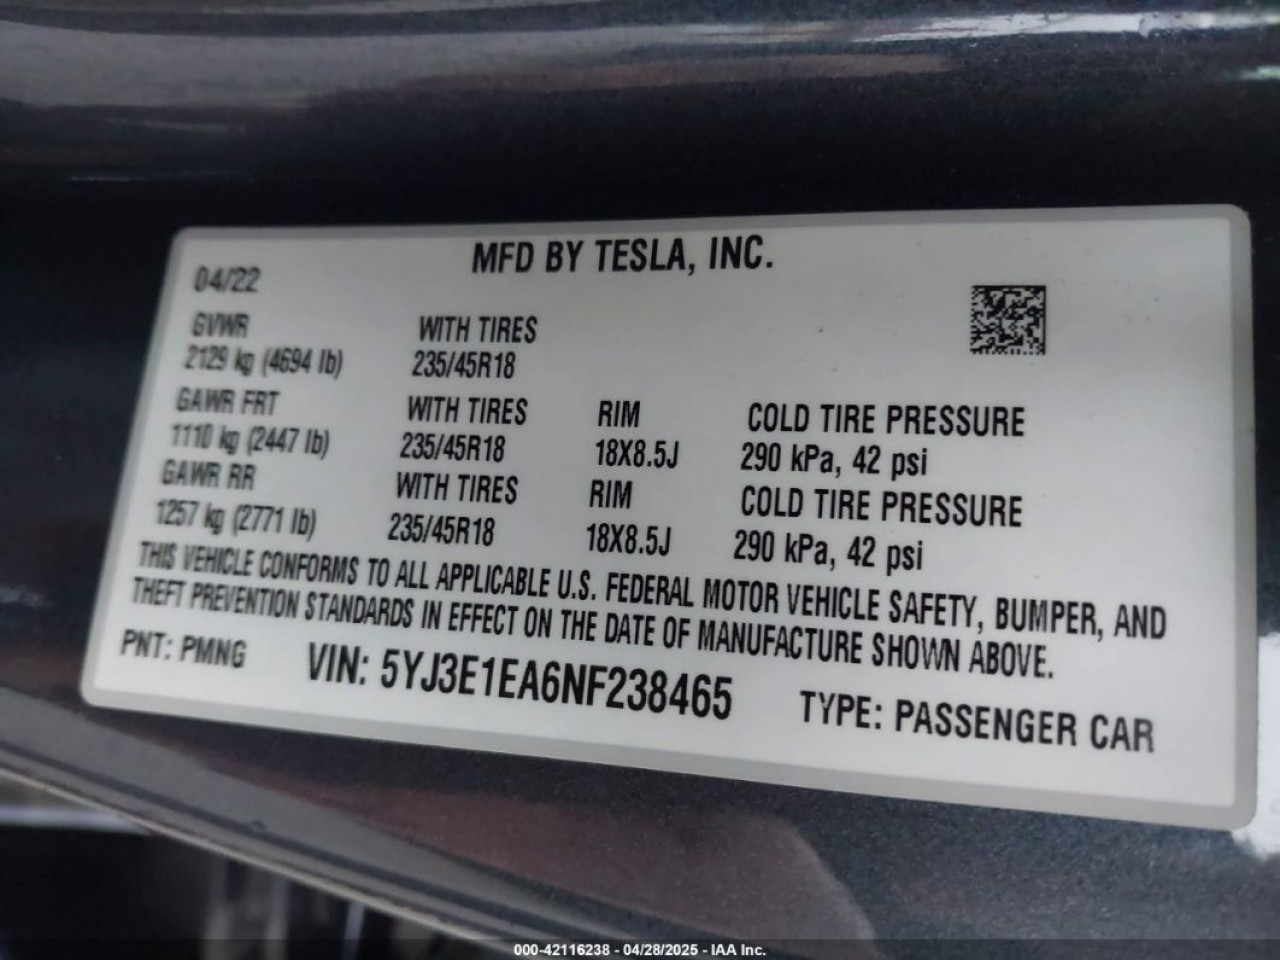 MFD BY TESLA, INC.
04/22
GVWR WITH TIRES
2129 kg (4694 lb) 235/45R18
GAWR FRT WITH TIRES RIM COLD TIRE PRESSURE
1110 kg (2447 lb) 235/45R18 18X8.5J 290 kPa, 42 psi
GAWR RR WITH TIRES RIM COLD TIRE PRESSURE
1257 kg (2771 lb) 235/45R18 18X8.5J 290 kPa, 42 psi
THIS VEHICLE CONFORMS TO ALL APPLICABLE U.S. FEDERAL MOTOR VEHICLE SAFETY, BUMPER, AND
THEFT PREVENTION STANDARDS IN EFFECT ON THE DATE OF MANUFACTURE SHOWN ABOVE.
PNT: PMNG VIN: 5YJ3E1EA6NF238465 TYPE: PASSENGER CAR
000-42116238 - 04/28/2025 - IAA Inc.